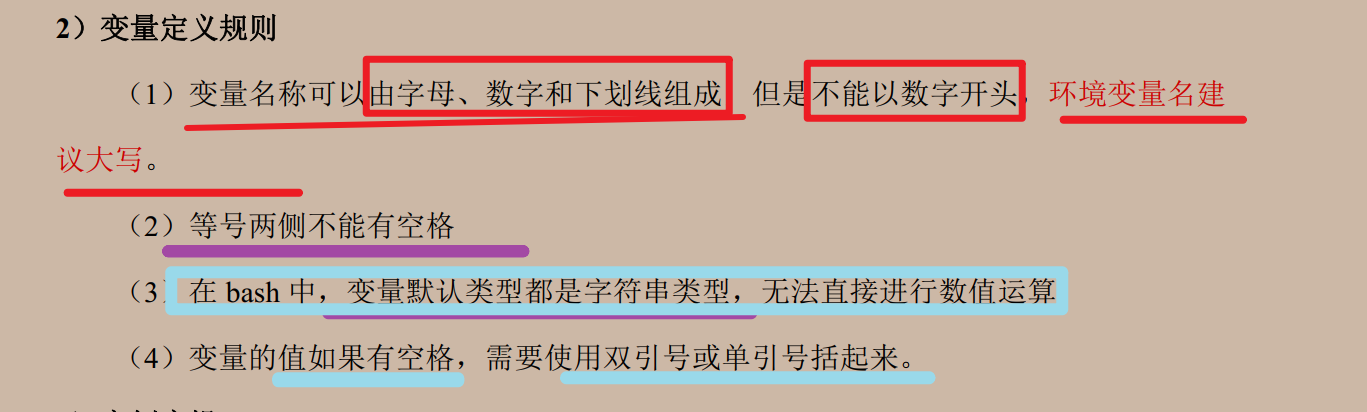 2）变量定义规则
（1）变量名称可以由字母、数字和下划线组成，但是不能以数字开头，环境变量名建
议大写。
（2）等号两侧不能有空格
（3）在 bash 中，变量默认类型都是字符串类型，无法直接进行数值运算
（4）变量的值如果有空格，需要使用双引号或单引号括起来。